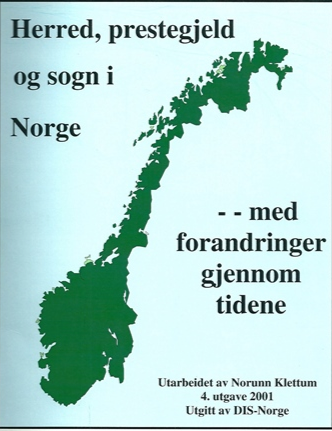 Herred, prestegjeld
og sogn i
Norge
- - med
forandringer
gjennom
tidene
Utarbeidet av Norunn Klettum
4. utgave 2001
Utgitt av DIS-Norge